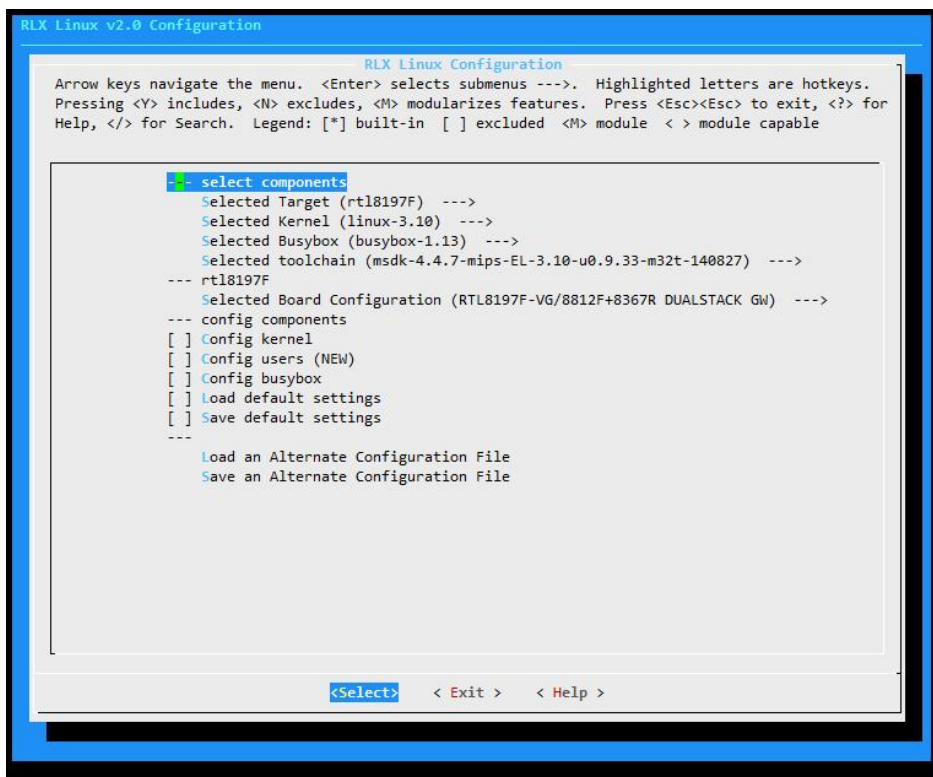 RLX Linux v2.0 Configuration
RLX Linux Configuration
Arrow keys navigate the menu.  <Enter> selects submenus --->.  Highlighted letters are hotkeys.
Pressing <Y> includes, <N> excludes, <M> modularizes features.  Press <Esc><Esc> to exit, <?> for
Help, </> for Search.  Legend: [*] built-in  [ ] excluded  <M> module  < > module capable
--- select components
Selected Target (rtl8197F)  --->
Selected Kernel (linux-3.10)  --->
Selected Busybox (busybox-1.13)  --->
Selected toolchain (msdk-4.4.7-mips-EL-3.10-u0.9.33-m32t-140827)  --->
--- rtl8197F
Selected Board Configuration (RTL8197F-VG/8812F+8367R DUALSTACK GW)  --->
--- config components
[ ] Config kernel
[ ] Config users (NEW)
[ ] Config busybox
[ ] Load default settings
[ ] Save default settings
---
Load an Alternate Configuration File
Save an Alternate Configuration File
<Select>    < Exit >    < Help >